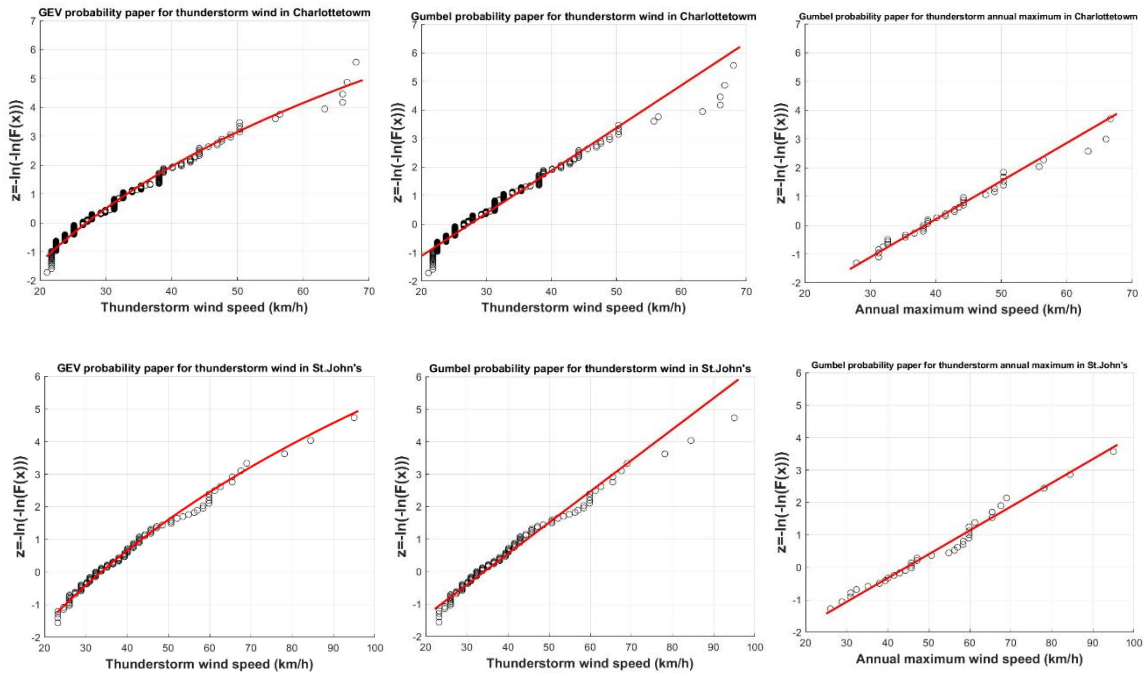 GEV probability paper for thunderstorm wind in Charlottetown
z=-ln(-ln(F(x)))
7
6
5
4
3
2
1
0
-1
-2
20 30 40 50 60 70
Thunderstorm wind speed (km/h)
Gumbel probability paper for thunderstorm wind in Charlottetown
z=-ln(-ln(F(x)))
7
6
5
4
3
2
1
0
-1
-2
20 30 40 50 60 70
Thunderstorm wind speed (km/h)
Gumbel probability paper for thunderstorm annual maximum in Charlottetown
z=-ln(-ln(F(x)))
7
6
5
4
3
2
1
0
-1
-2
20 30 40 50 60 70
Annual maximum wind speed (km/h)
GEV probability paper for thunderstorm wind in St.John's
z=-ln(-ln(F(x)))
6
5
4
3
2
1
0
-1
-2
20 30 40 50 60 70 80 90 100
Thunderstorm wind speed (km/h)
Gumbel probability paper for thunderstorm wind in St.John's
z=-ln(-ln(F(x)))
6
5
4
3
2
1
0
-1
-2
20 30 40 50 60 70 80 90 100
Thunderstorm wind speed (km/h)
Gumbel probability paper for thunderstorm annual maximum in St.John's
z=-ln(-ln(F(x)))
6
5
4
3
2
1
0
-1
-2
20 30 40 50 60 70 80 90 100
Annual maximum wind speed (km/h)